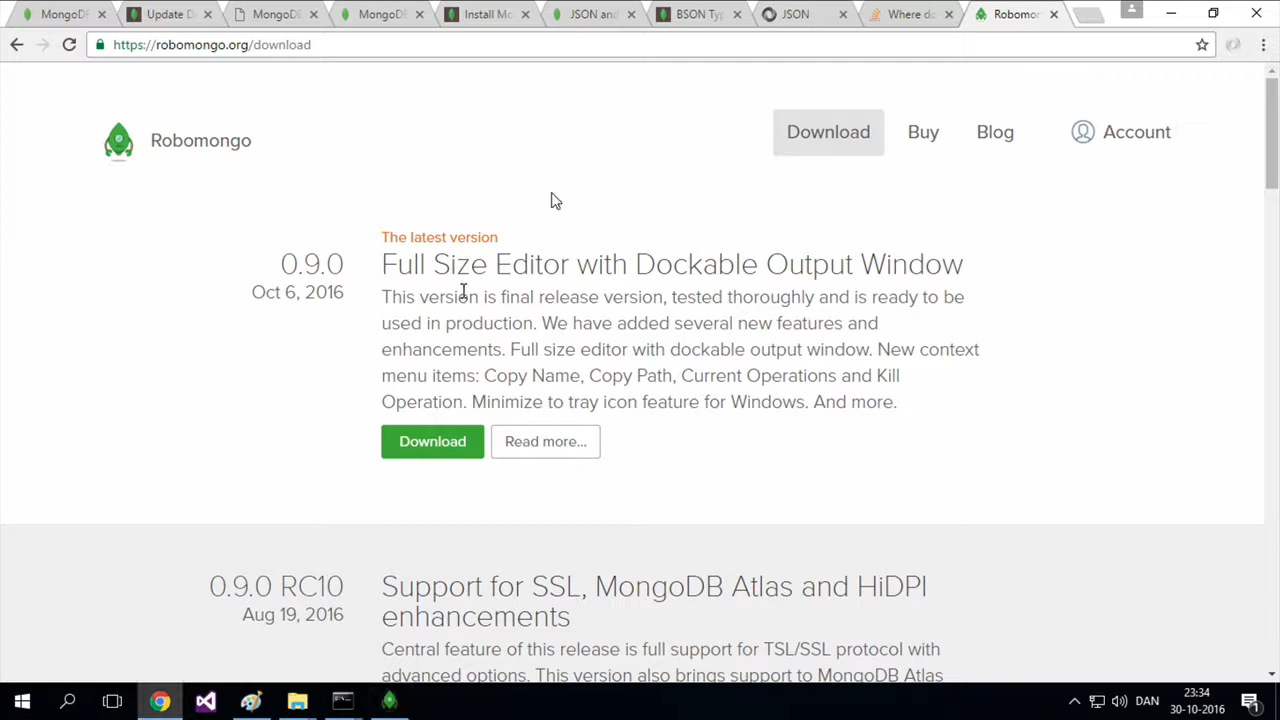 MongoDB
Update D
MongoDB
MongoDB
Install Mo
JSON and
BSON Typ
JSON
Where do
Robomon
https://robomongo.org/download
Robomongo
Download
Buy
Blog
Account
The latest version
0.9.0
Full Size Editor with Dockable Output Window
Oct 6, 2016
This version is final release version, tested thoroughly and is ready to be
used in production. We have added several new features and
enhancements. Full size editor with dockable output window. New context
menu items: Copy Name, Copy Path, Current Operations and Kill
Operation. Minimize to tray icon feature for Windows. And more.
Download
Read more...
0.9.0 RC10
Support for SSL, MongoDB Atlas and HiDPI
Aug 19, 2016
enhancements
Central feature of this release is full support for TSL/SSL protocol with
advanced options. This version also brings support to MongoDB Atlas
DAN
23:34
30-10-2016
1